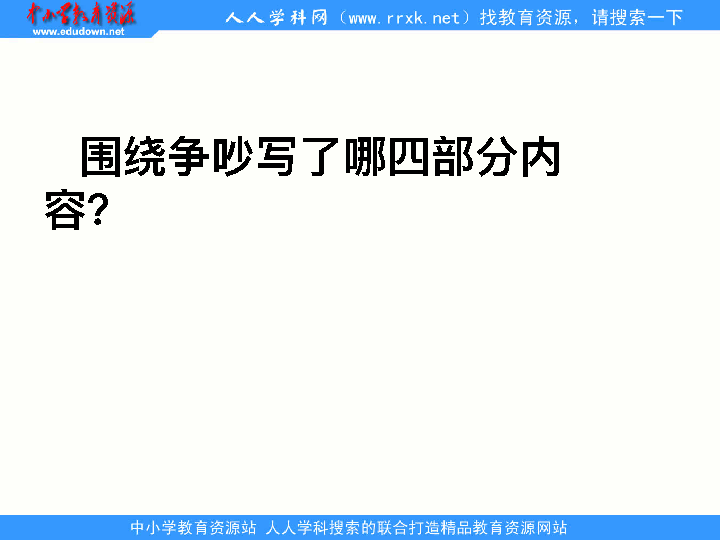 中小学教育资源
www.edudown.net
人人学科网（www.rrxk.net）找教育资源，请搜索一下
围绕争吵写了哪四部分内
容？
中小学教育资源站 人人学科搜索的联合打造精品教育资源网站